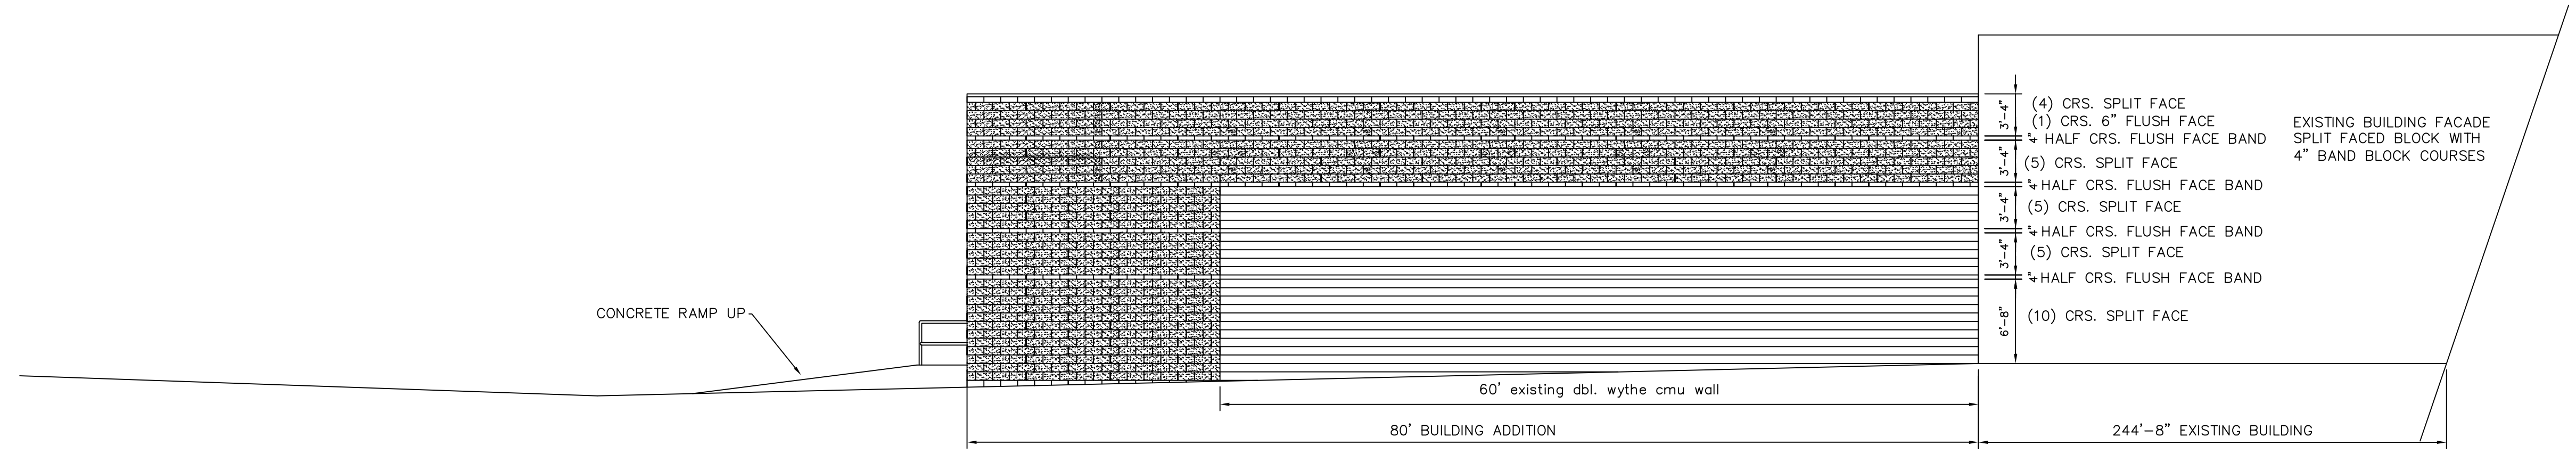 3'-4"
(4) CRS. SPLIT FACE
(1) CRS. 6" FLUSH FACE
4" HALF CRS. FLUSH FACE BAND
3'-4"
(5) CRS. SPLIT FACE
4" HALF CRS. FLUSH FACE BAND
3'-4"
(5) CRS. SPLIT FACE
4" HALF CRS. FLUSH FACE BAND
3'-4"
(5) CRS. SPLIT FACE
4" HALF CRS. FLUSH FACE BAND
6'-8"
(10) CRS. SPLIT FACE
EXISTING BUILDING FACADE
SPLIT FACED BLOCK WITH
4" BAND BLOCK COURSES
CONCRETE RAMP UP
60' existing dbl. wythe cmu wall
80' BUILDING ADDITION
244'-8" EXISTING BUILDING